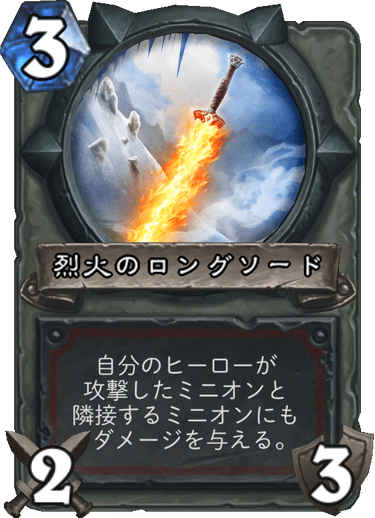 3
烈火のロングソード
自分のヒーローが
攻撃したミニオンと
隣接するミニオンにも
ダメージを与える。
2
3